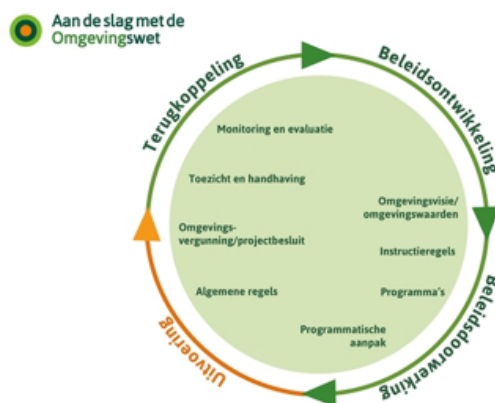 Aan de slag met de
Omgevingswet
Terugkoppeling
Beleidsontwikkeling
Monitoring en evaluatie
Toezicht en handhaving
Omgevingsvisie/
omgevingswaarden
Omgevings-
vergunning/projectbesluit
Instructieregels
Algemene regels
Programma's
Programmatische
aanpak
Uitvoering
Beleidsdoorwerking